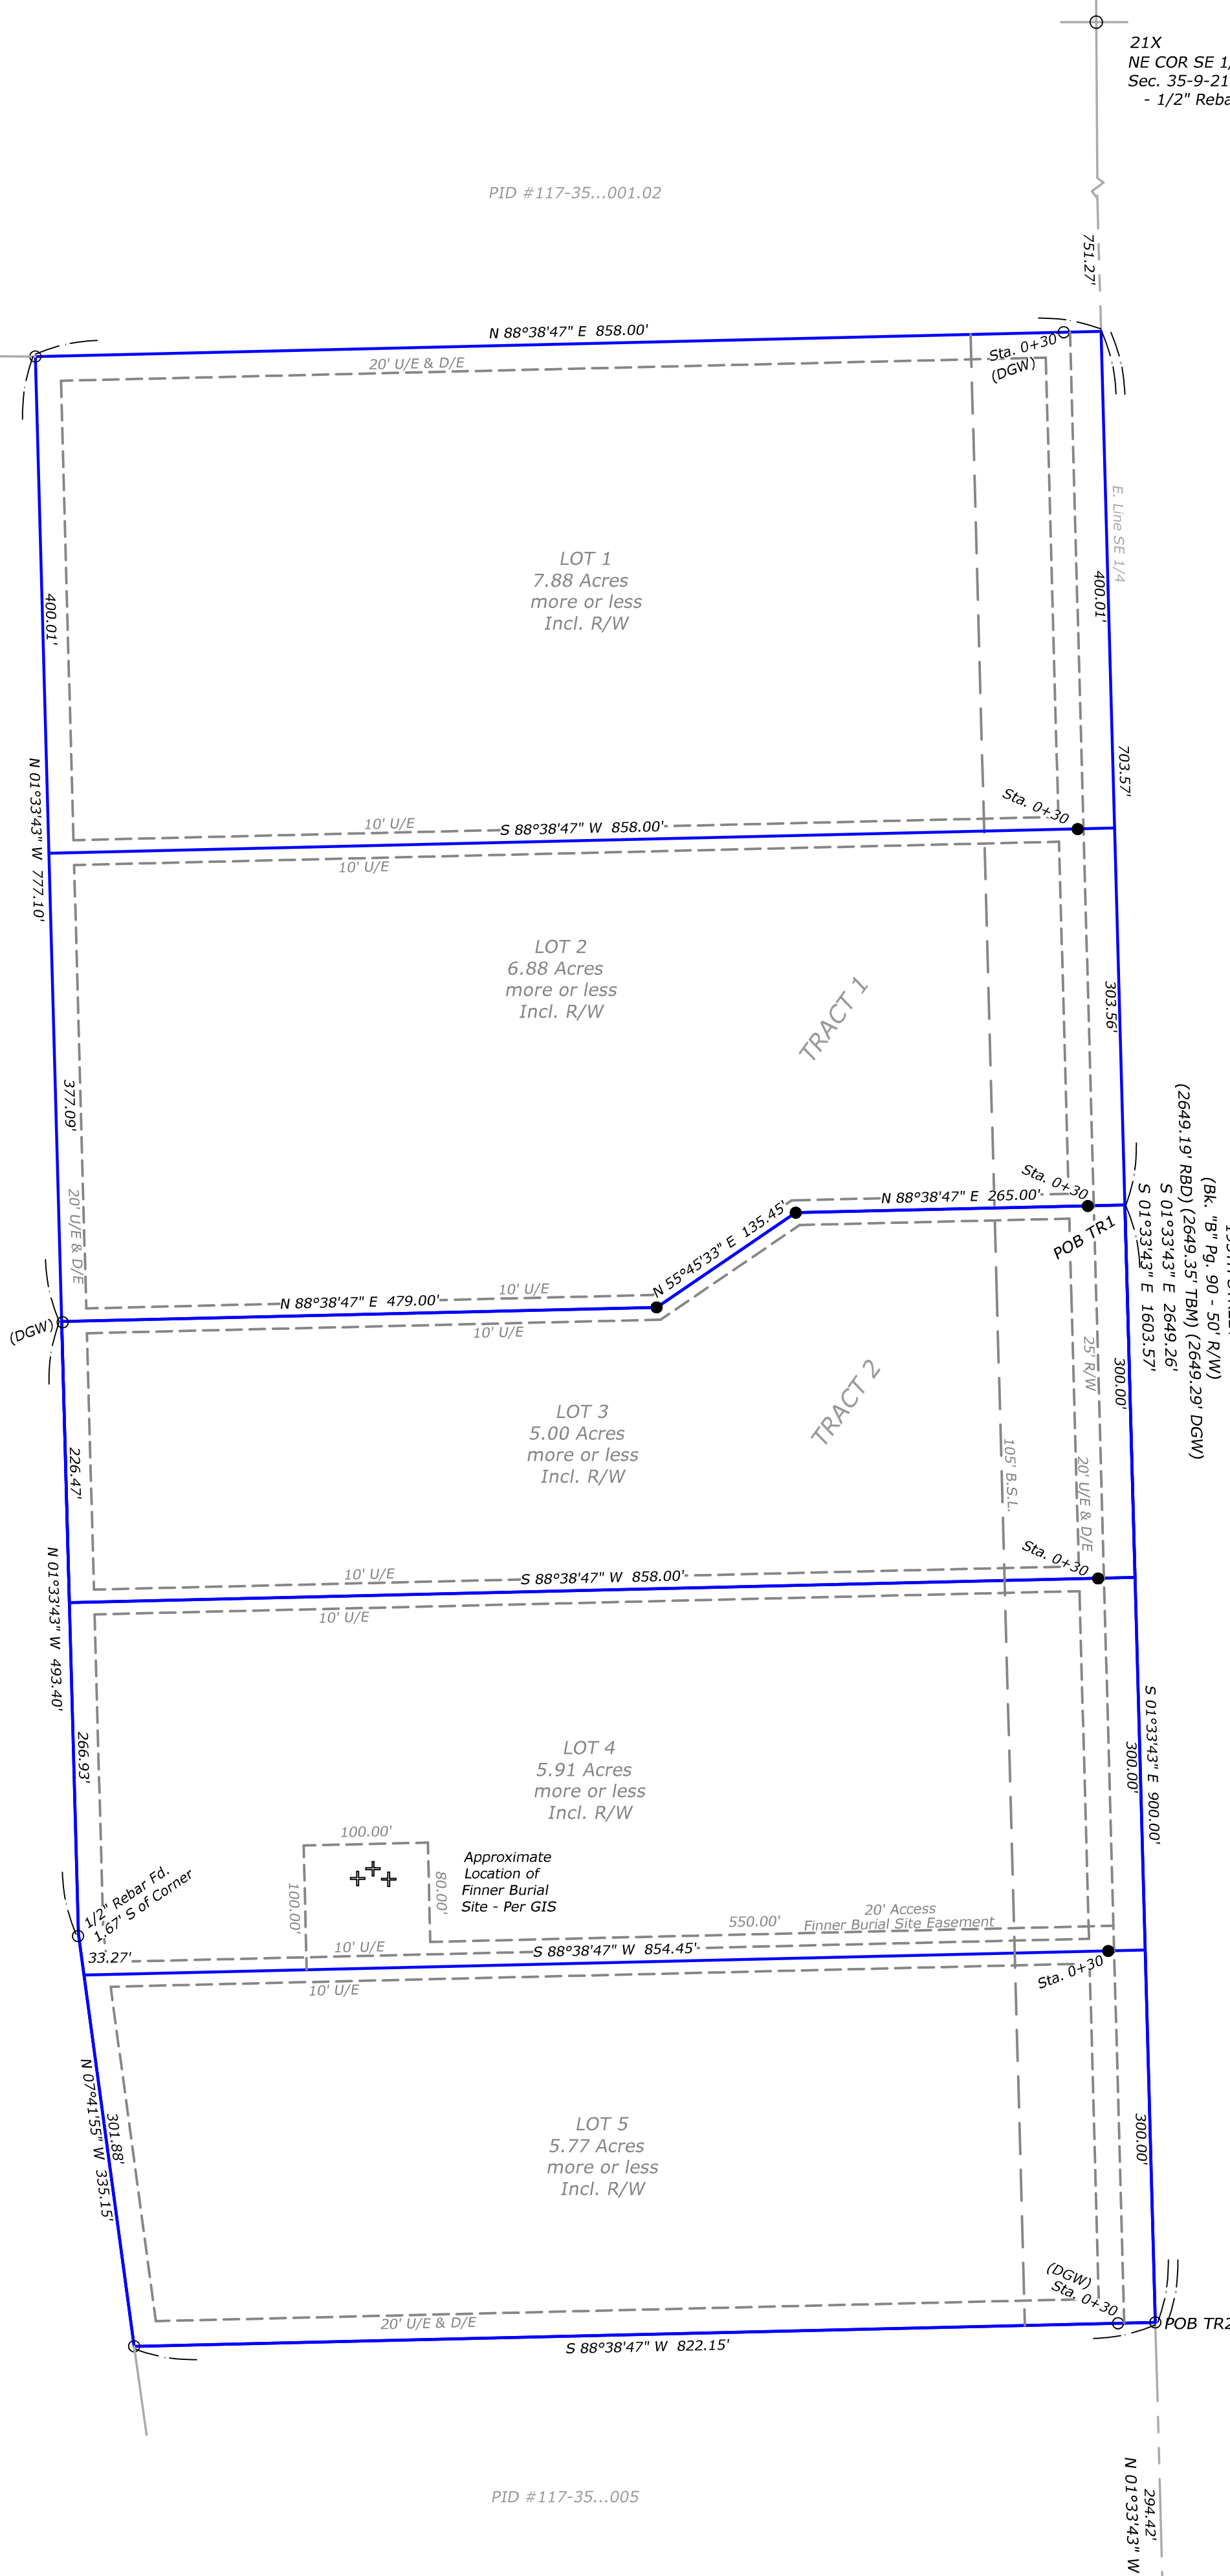 21X
NE COR SE 1/
Sec. 35-9-21
- 1/2" Reba
PID #117-35...001.02
751.27'
N 88°38'47" E 858.00'
Sta. 0+30
(DGW)
20' U/E & D/E
E. Line SE 1/4
LOT 1
7.88 Acres
more or less
Incl. R/W
400.01'
400.01'
703.57'
N 01°33'43" W 777.10'
Sta. 0+30
10' U/E
S 88°38'47" W 858.00'
10' U/E
LOT 2
6.88 Acres
more or less
Incl. R/W
TRACT 1
303.56'
377.09'
20' U/E & D/E
Sta. 0+30
N 88°38'47" E 265.00'
N 55°45'33" E 135.45'
POB TR1
(Bk. "B" Pg. 90 - 50' R/W)
(2649.19' RBD) (2649.35' TBM) (2649.29' DGW)
S 01°33'43" E 2649.26'
S 01°33'43" E 1603.57'
10' U/E
N 88°38'47" E 479.00'
(DGW)
10' U/E
25' R/W
300.00'
TRACT 2
LOT 3
5.00 Acres
more or less
Incl. R/W
226.47'
105' B.S.L.
20' U/E & D/E
Sta. 0+30
10' U/E
S 88°38'47" W 858.00'
10' U/E
N 01°33'43" W 493.40'
266.93'
S 01°33'43" E 900.00'
300.00'
LOT 4
5.91 Acres
more or less
Incl. R/W
100.00'
100.00'
80.00'
Approximate
Location of
Finner Burial
Site - Per GIS
1/2" Rebar Fd.
1.67' S of Corner
550.00'
20' Access
Finner Burial Site Easement
33.27'
10' U/E
S 88°38'47" W 854.45'
Sta. 0+30
10' U/E
N 07°41'55" W 335.15'
301.88'
300.00'
LOT 5
5.77 Acres
more or less
Incl. R/W
(DGW)
Sta. 0+30
20' U/E & D/E
S 88°38'47" W 822.15'
POB TR2
PID #117-35...005
294.42'
N 01°33'43" W